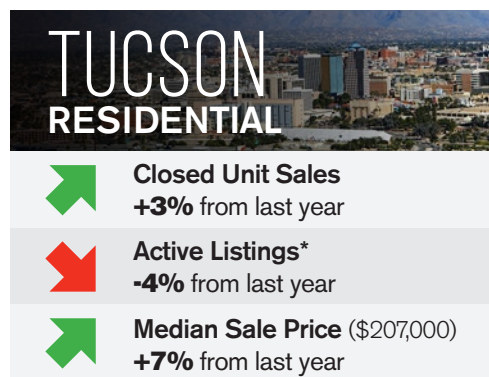 TUCSON
RESIDENTIAL
Closed Unit Sales
+3% from last year
Active Listings*
-4% from last year
Median Sale Price ($207,000)
+7% from last year